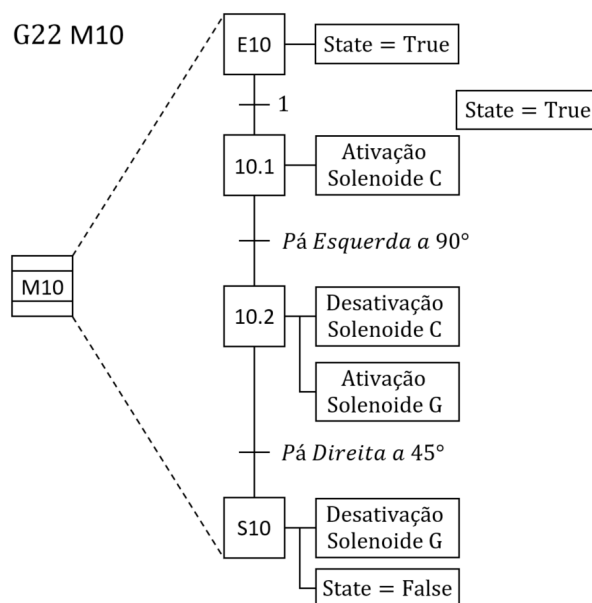 G22 M10
E10
State = True
1
State = True
10.1
Ativação
Solenoide C
Pá Esquerda a 90°
M10
10.2
Desativação
Solenoide C
Ativação
Solenoide G
Pá Direita a 45°
S10
Desativação
Solenoide G
State = False